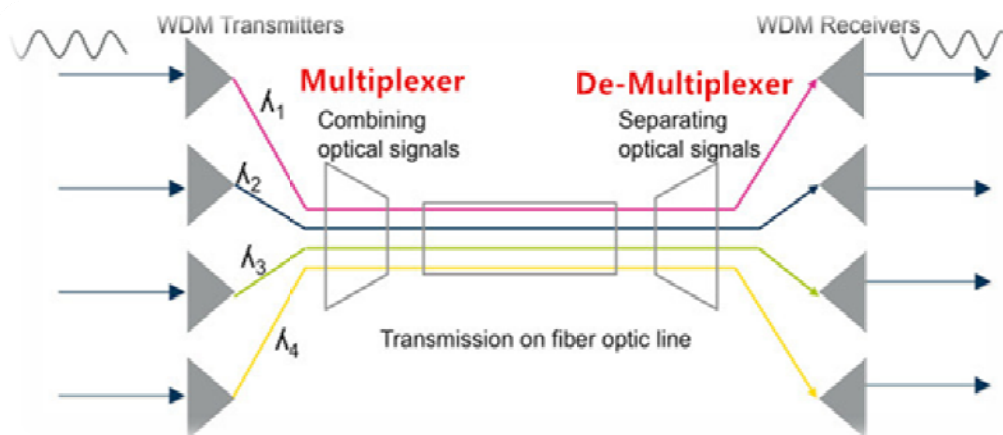 WDM Transmitters
WDM Receivers
Multiplexer
De-Multiplexer
Combining
optical signals
Separating
optical signals
λ1
λ2
λ3
λ4
Transmission on fiber optic line